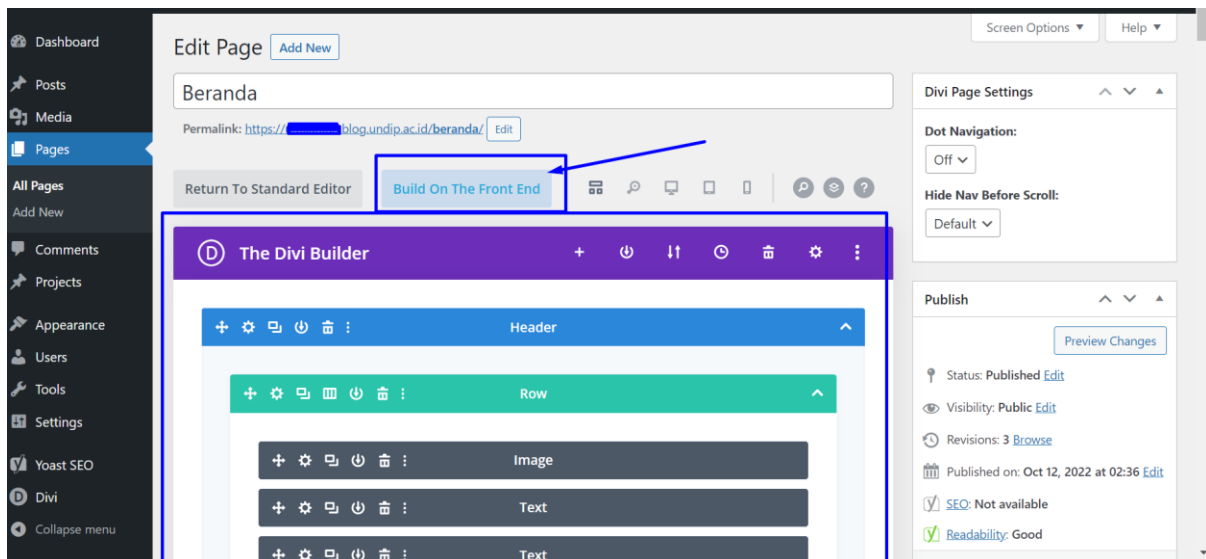 Screen Options ▼
Help ▼
Dashboard
Posts
Media
Pages
All Pages
Add New
Comments
Projects
Appearance
Users
Tools
Settings
Yoast SEO
Divi
Collapse menu
Edit Page Add New
Beranda
Permalink: https:// blog.undip.ac.id/beranda/ Edit
Return To Standard Editor
Build On The Front End
The Divi Builder
Header
Row
Image
Text
Text
Divi Page Settings
Dot Navigation:
Off
Hide Nav Before Scroll:
Default
Publish
Preview Changes
Status: Published Edit
Visibility: Public Edit
Revisions: 3 Browse
Published on: Oct 12, 2022 at 02:36 Edit
SEO: Not available
Readability: Good